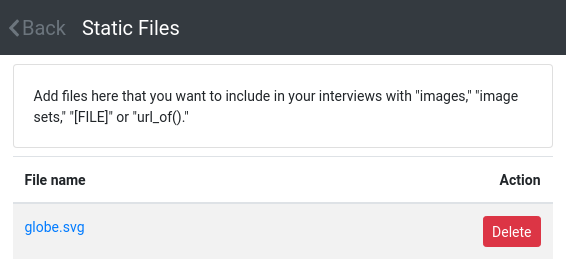 Back Static Files
Add files here that you want to include in your interviews with "images," "image
sets," "[FILE]" or "url_of()."
File name Action
globe.svg Delete